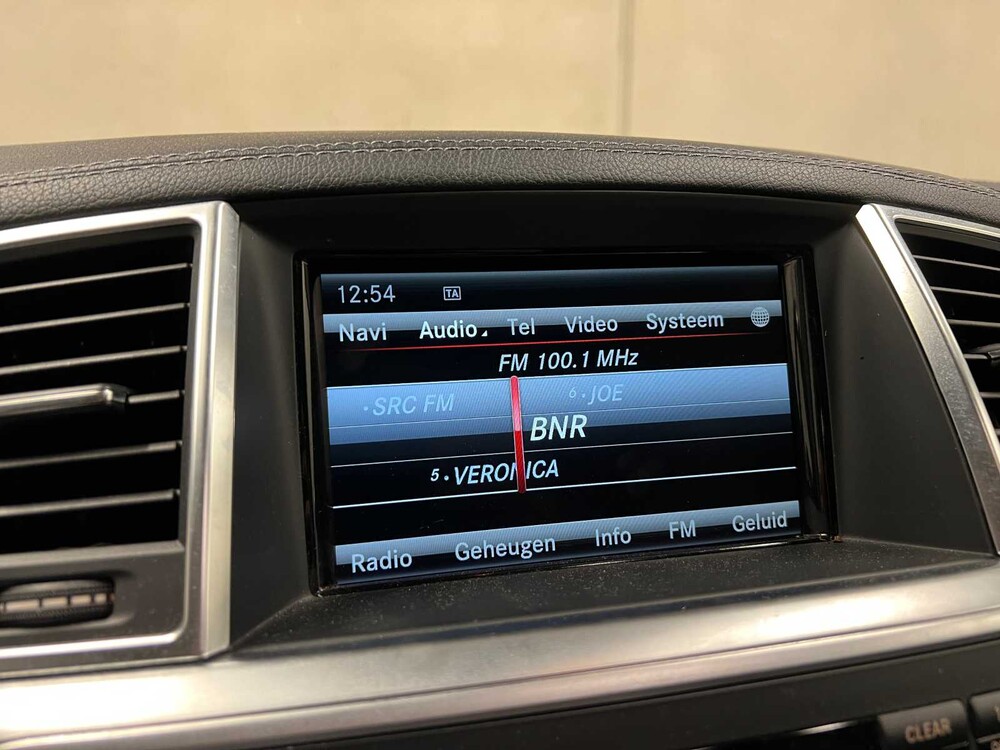 12:54 TA
Navi Audio Tel Video Systeem
FM 100.1 MHz
·SRC FM 6·JOE
BNR
5·VERONICA
Radio Geheugen Info FM Geluid
CLEAR